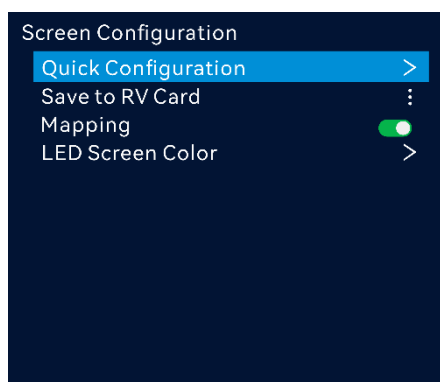 Screen Configuration
Quick Configuration >
Save to RV Card ⋮
Mapping
LED Screen Color >